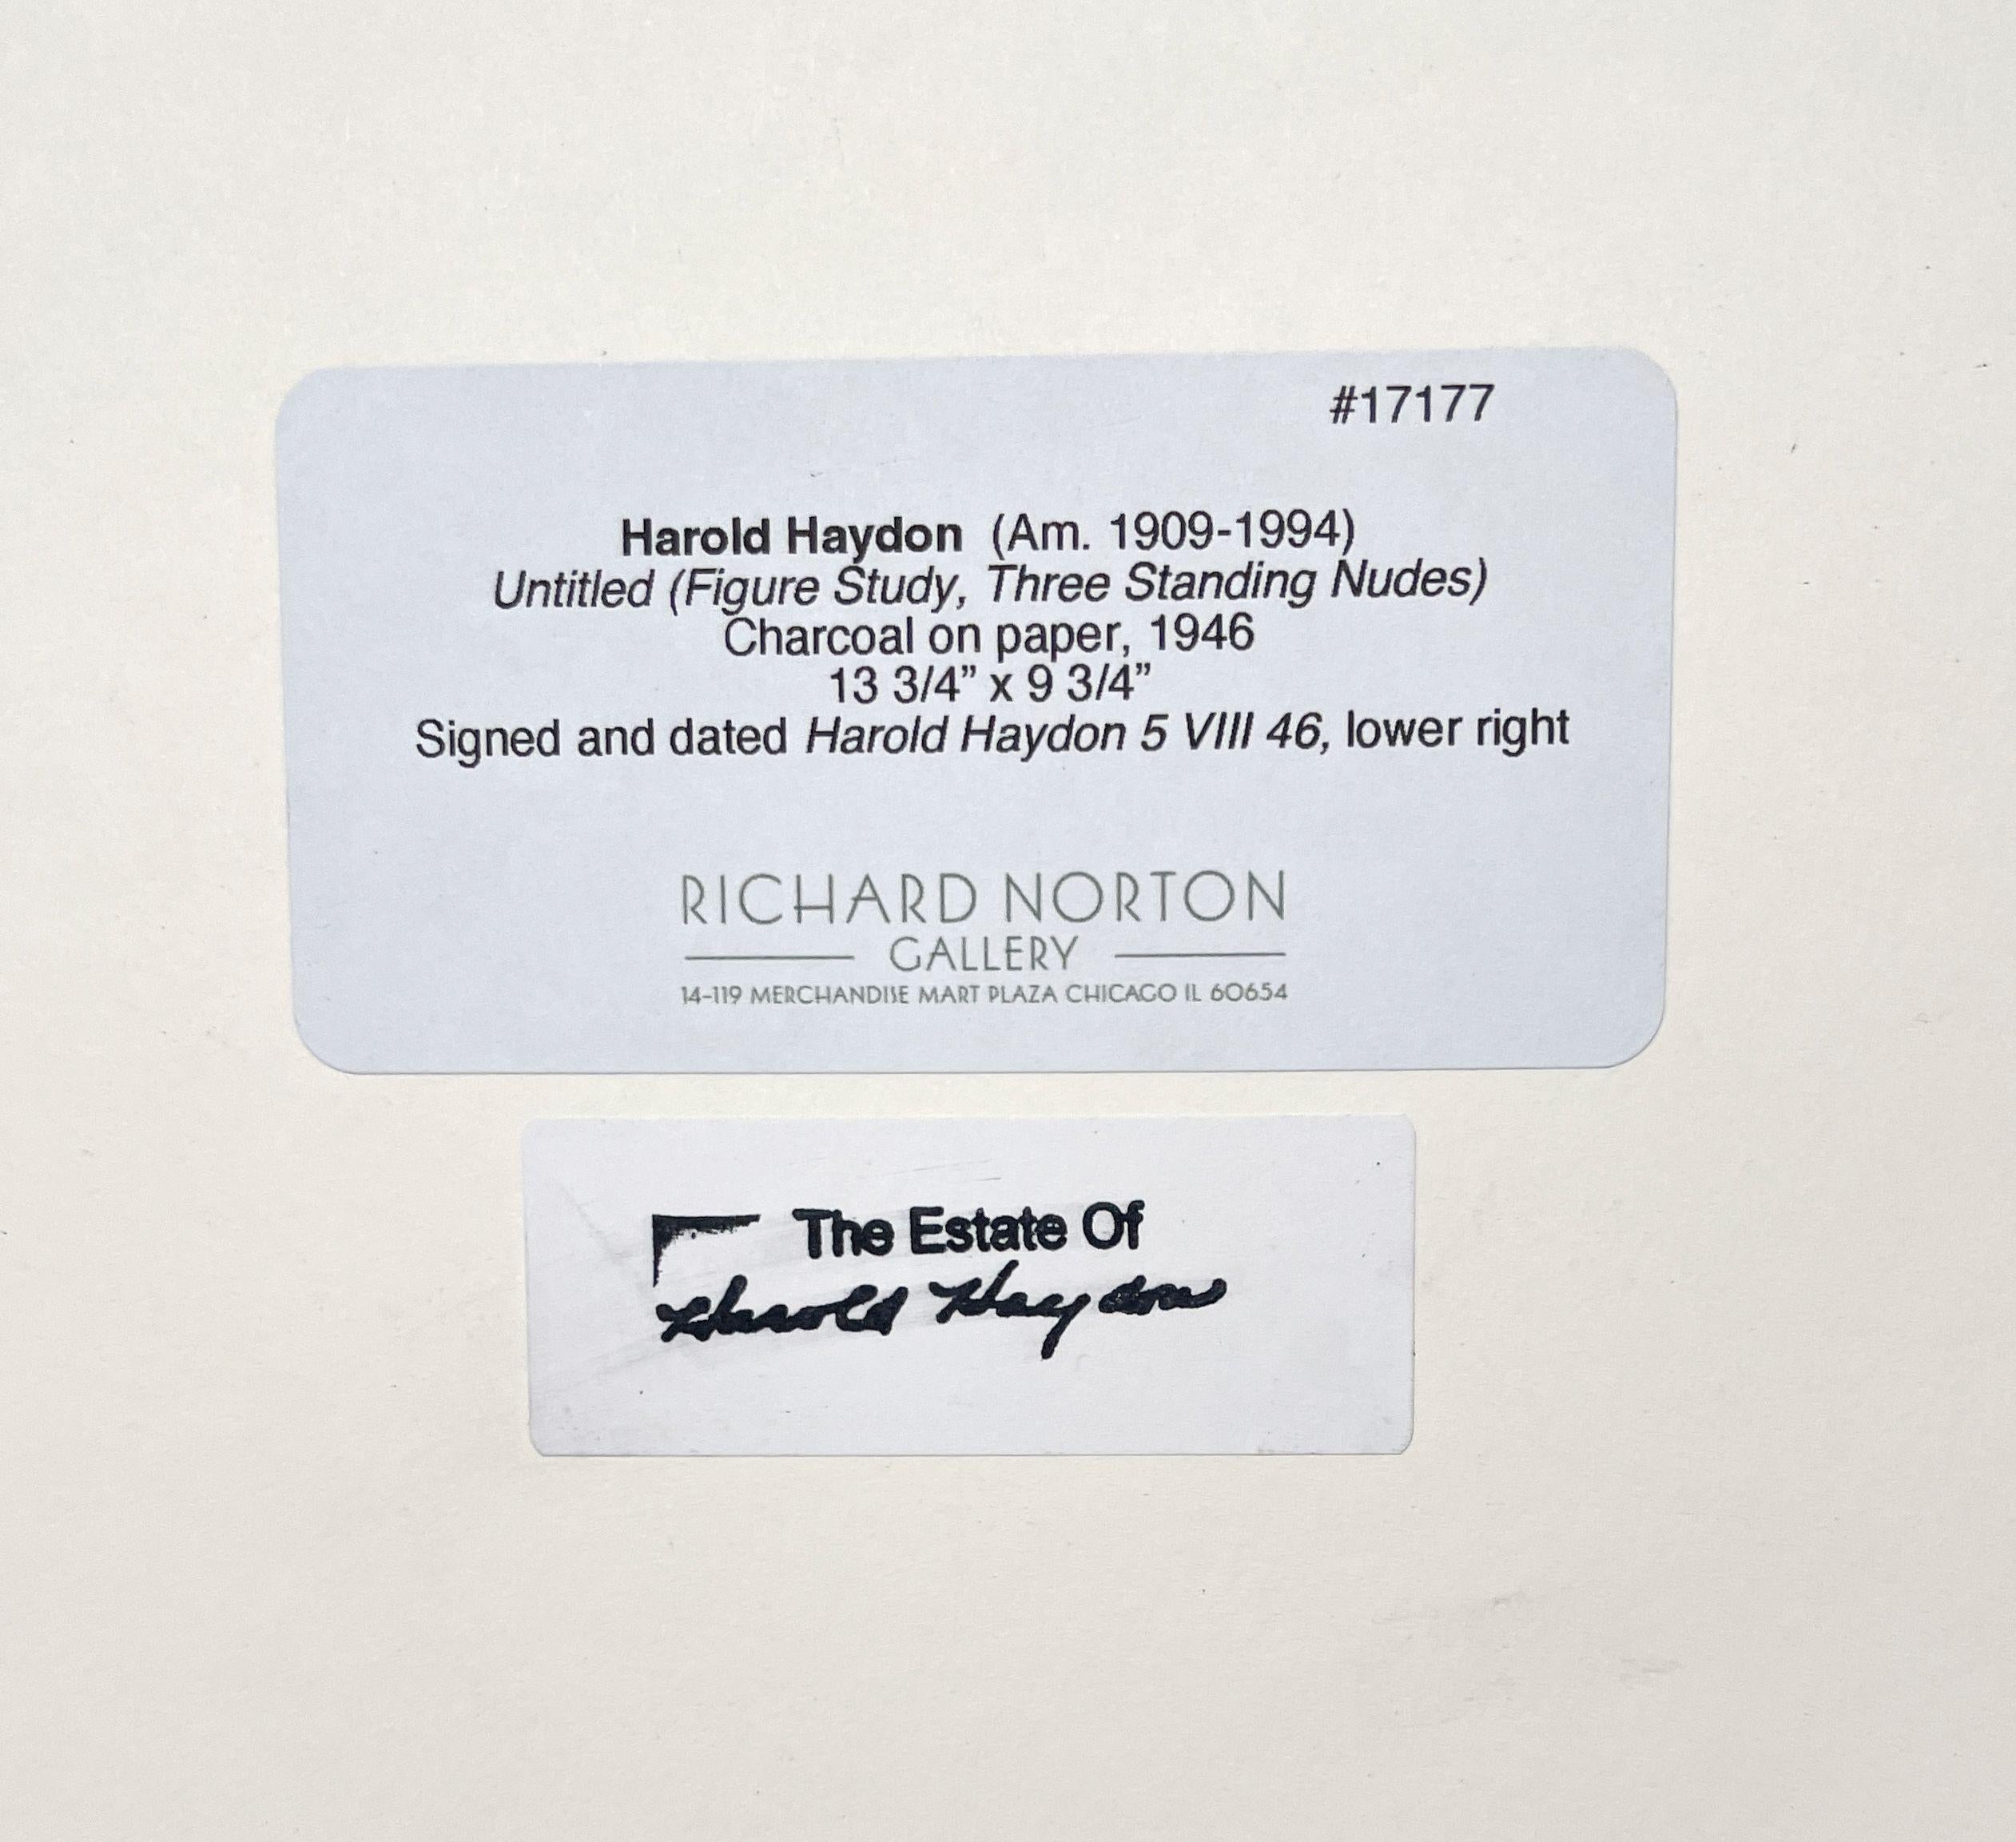 #17177
Harold Haydon (Am. 1909-1994)
Untitled (Figure Study, Three Standing Nudes)
Charcoal on paper, 1946
13 3/4” x 9 3/4”
Signed and dated Harold Haydon 5 VIII 46, lower right
RICHARD NORTON
GALLERY
14-119 MERCHANDISE MART PLAZA CHICAGO IL 60654
The Estate Of
Harold Haydon